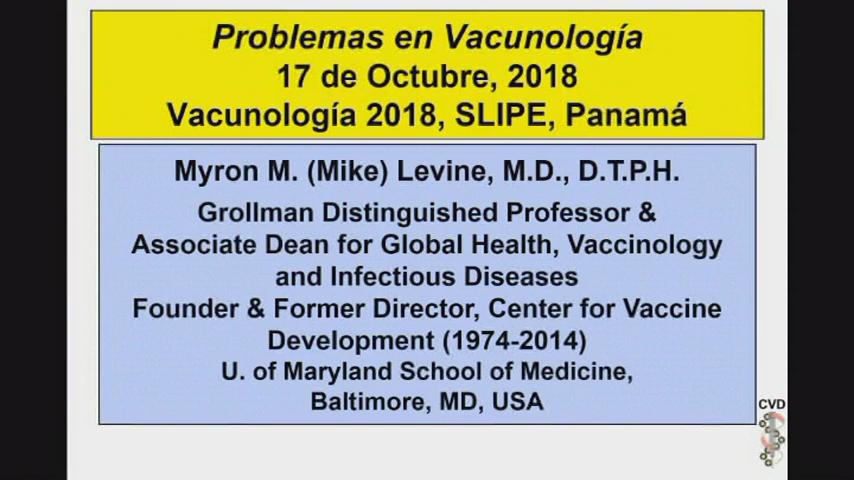 Problemas en Vacunología
17 de Octubre, 2018
Vacunología 2018, SLIPE, Panamá
Myron M. (Mike) Levine, M.D., D.T.P.H.
Grollman Distinguished Professor &
Associate Dean for Global Health, Vaccinology
and Infectious Diseases
Founder & Former Director, Center for Vaccine
Development (1974-2014)
U. of Maryland School of Medicine,
Baltimore, MD, USA
CVD